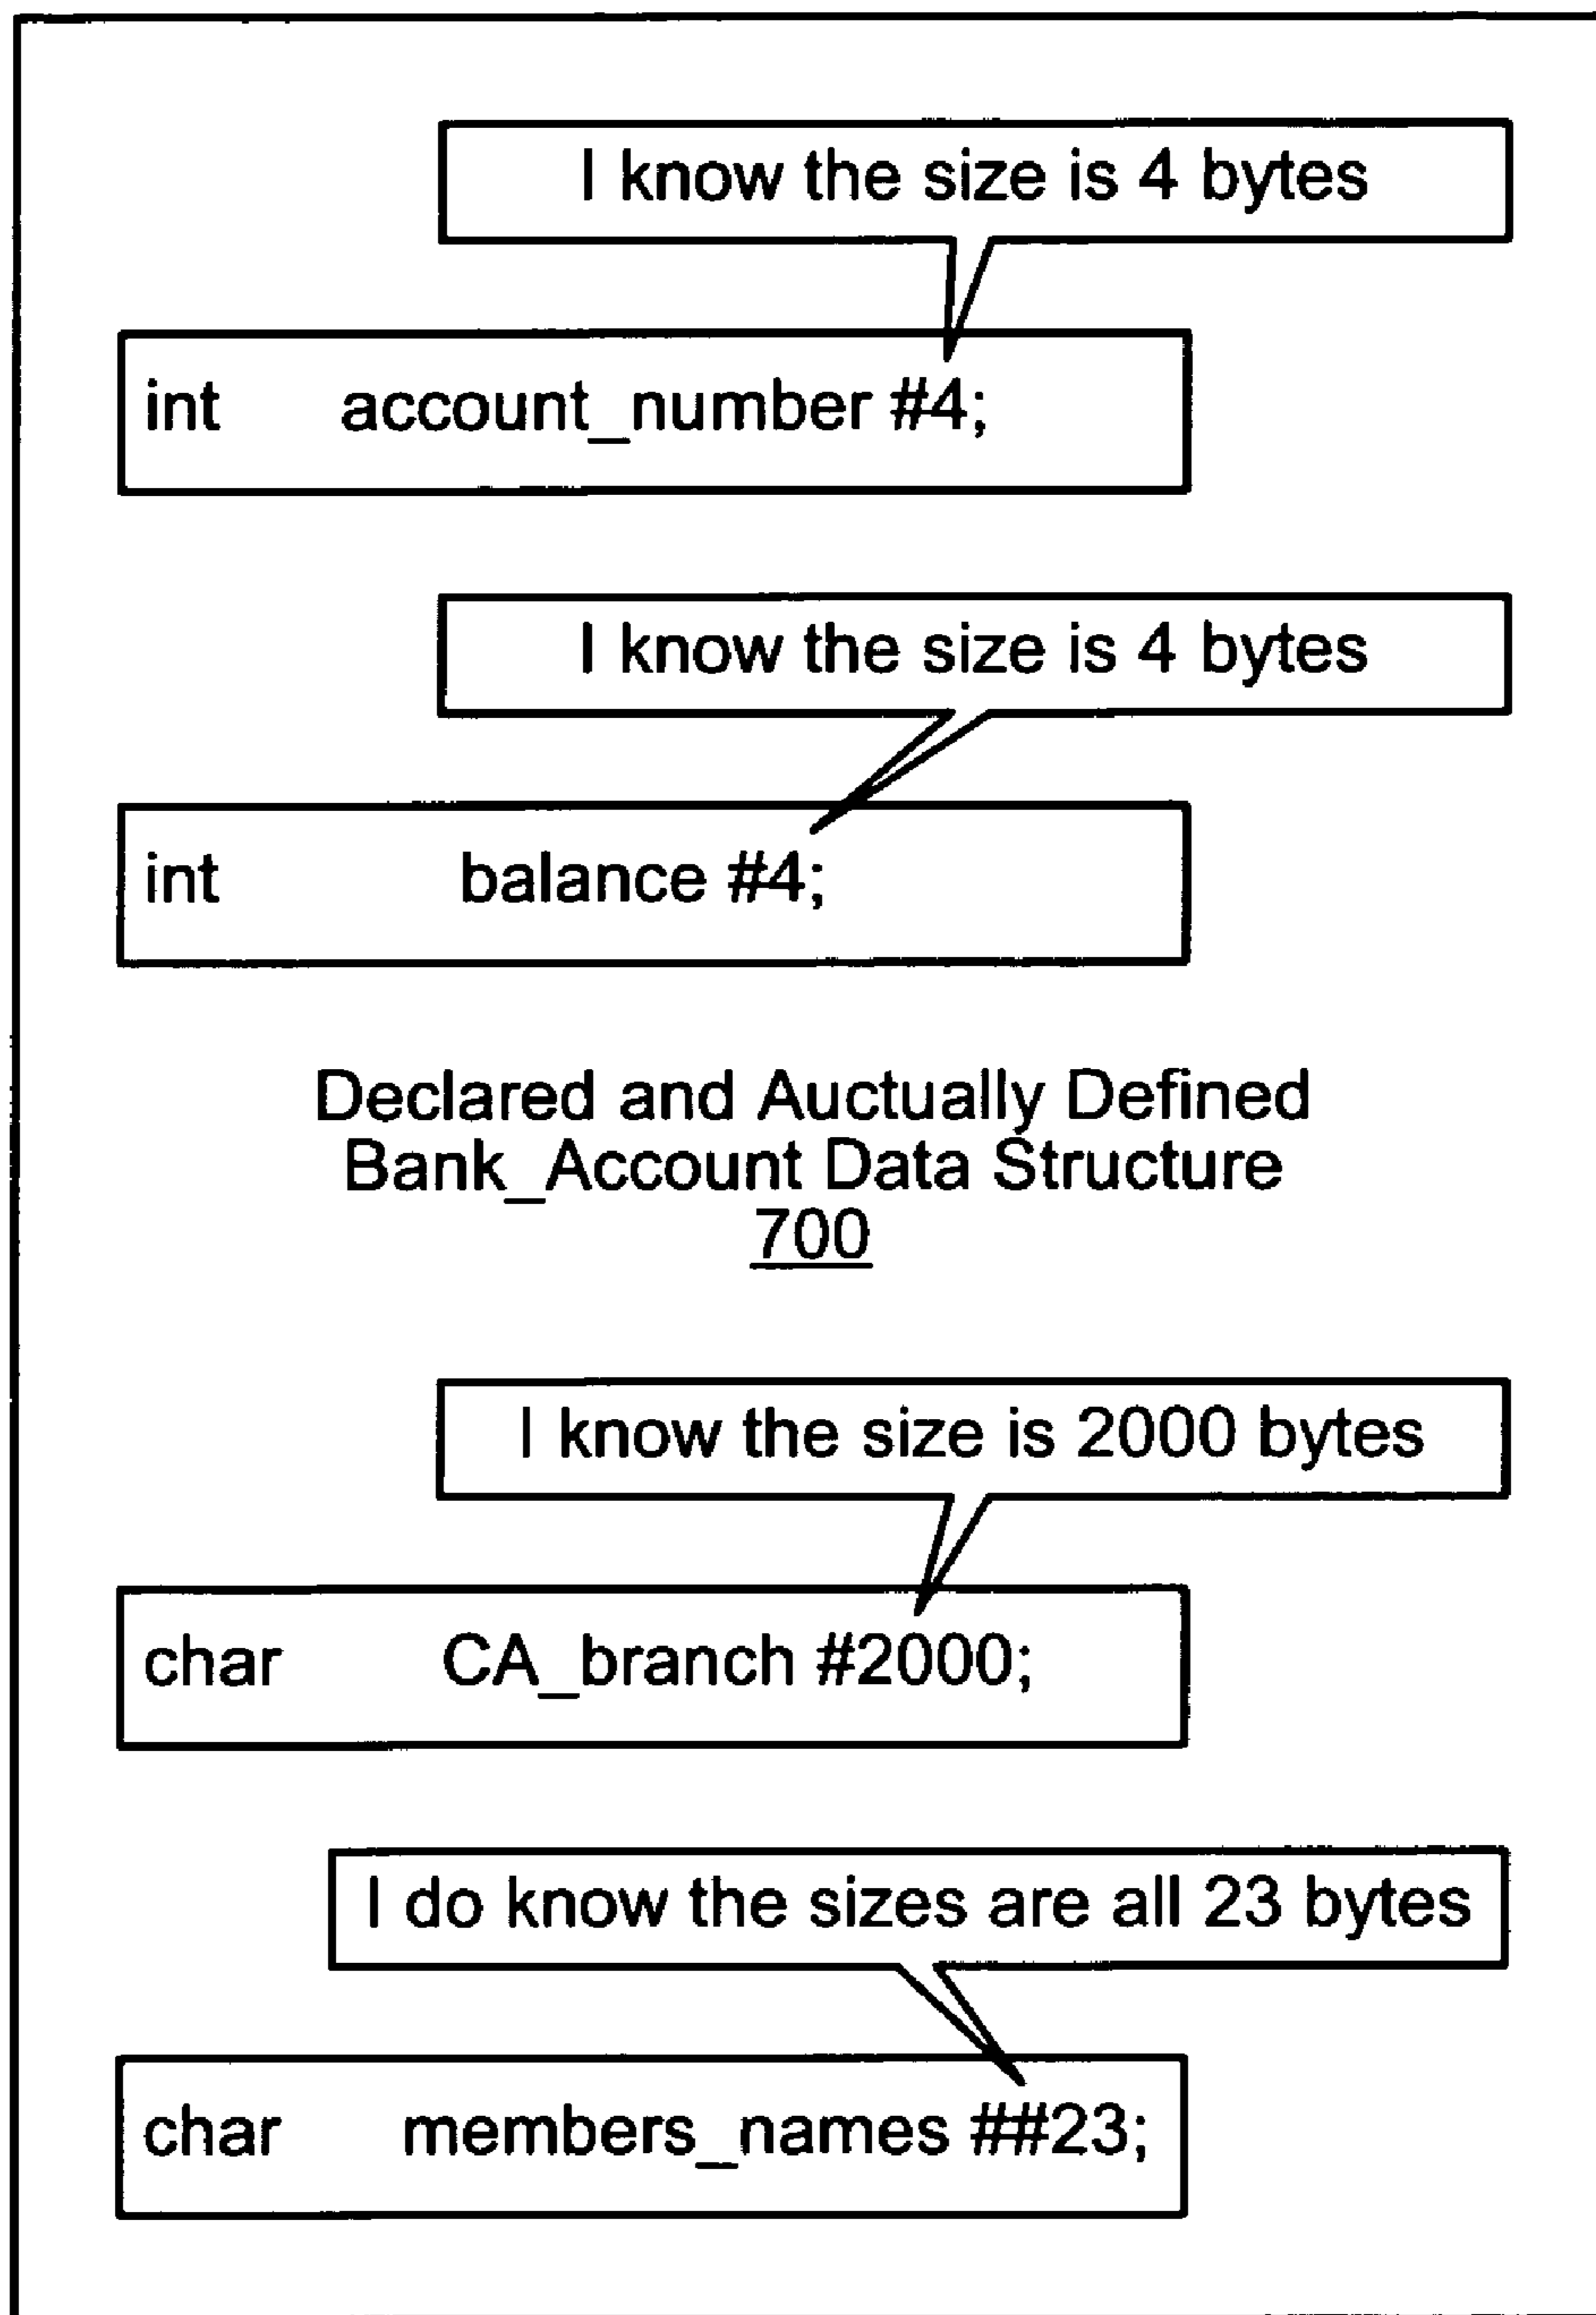 I know the size is 4 bytes
int account_number #4;
I know the size is 4 bytes
int balance #4;
Declared and Auctually Defined
Bank_Account Data Structure
700
I know the size is 2000 bytes
char CA_branch #2000;
I do know the sizes are all 23 bytes
char members_names ##23;